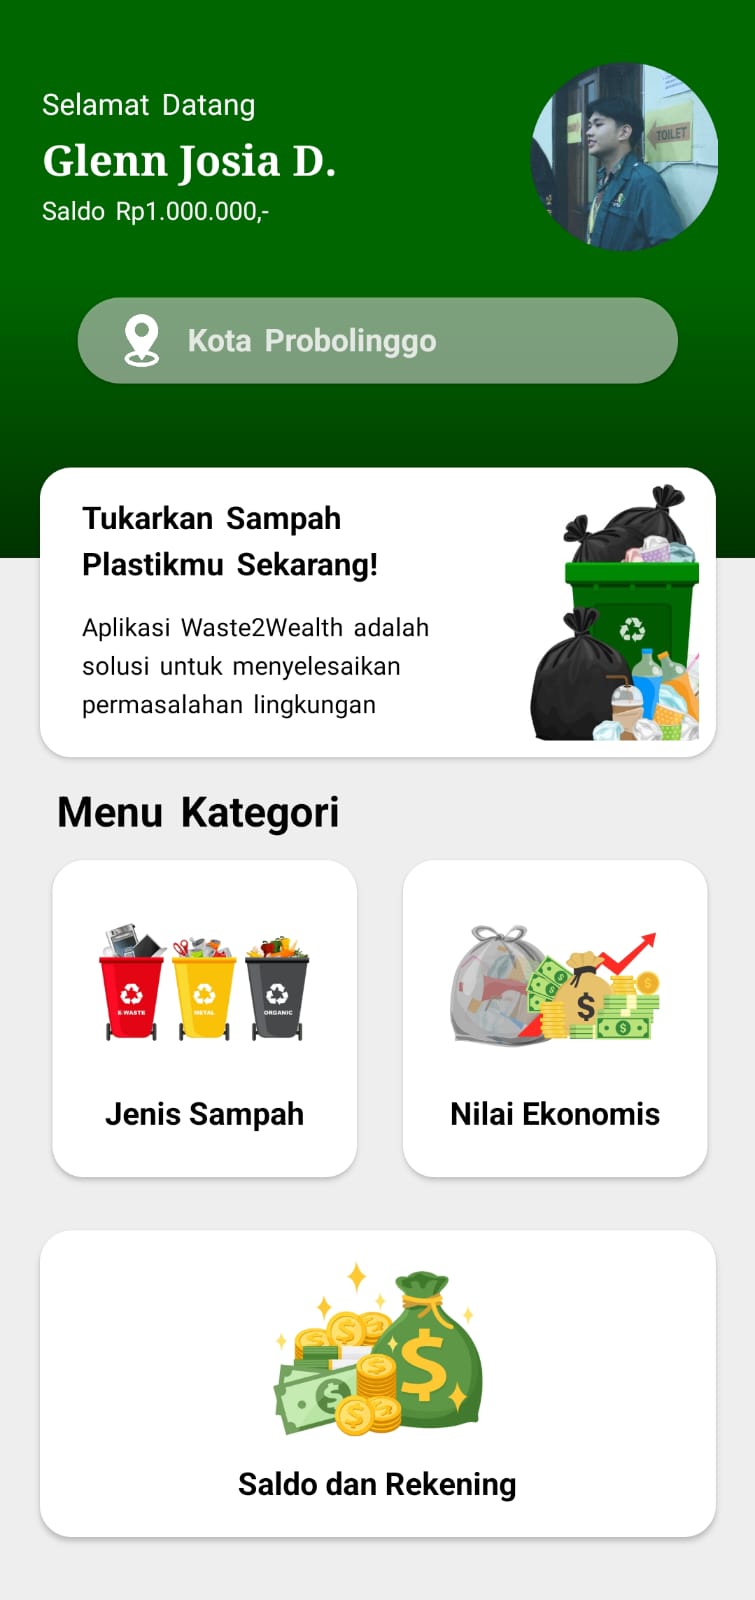 Selamat Datang
Glenn Josia D.
Saldo Rp1.000.000,-
TOILET
Kota Probolinggo
Tukarkan Sampah
Plastikmu Sekarang!
Aplikasi Waste2Wealth adalah
solusi untuk menyelesaikan
permasalahan lingkungan
Menu Kategori
E-WASTE
METAL
ORGANIC
$
$
Jenis Sampah
Nilai Ekonomis
$
$
Saldo dan Rekening